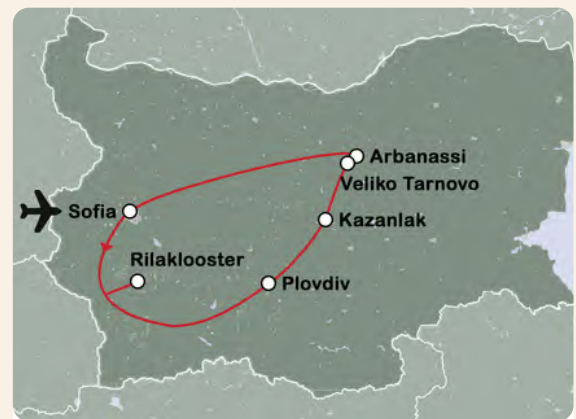 Arbanassi
Veliko Tarnovo
Sofia
Kazanlak
Rilaklooster
Plovdiv